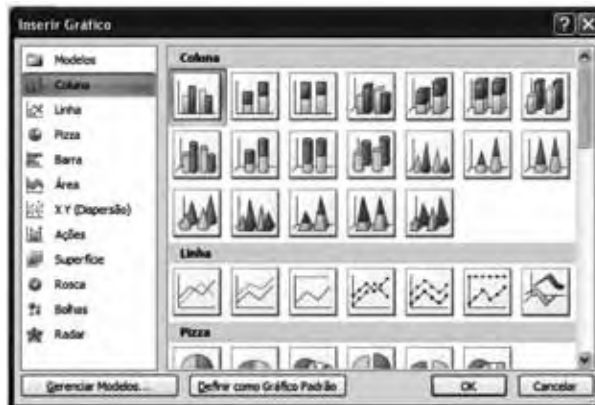 Inserir Gráfico
Modelos
Coluna
Linha
Pizza
Barra
Área
X Y (Dispersão)
Ações
Superfície
Rosca
Bolhas
Radar
Coluna
Linha
Pizza
Gerenciar Modelos...
Definir como Gráfico Padrão
OK
Cancelar